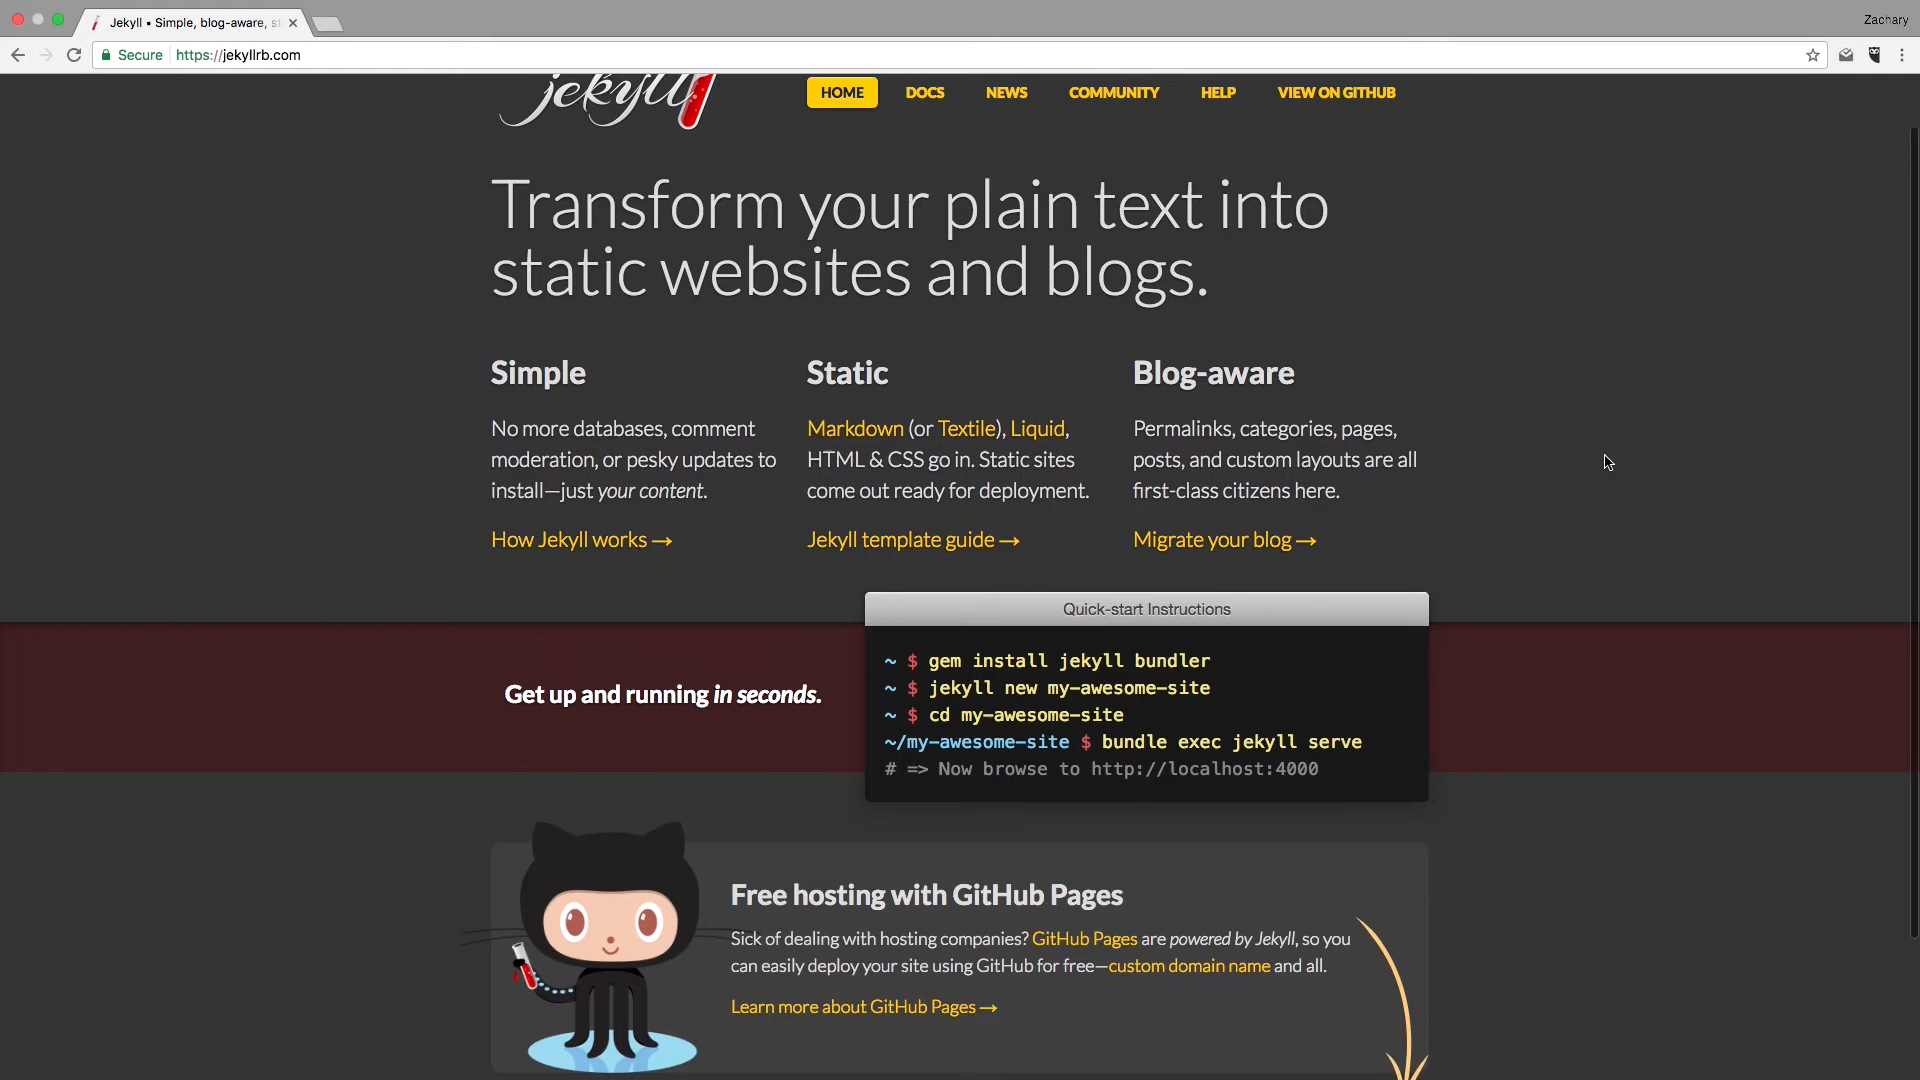 Jekyll • Simple, blog-aware, st
Zachary
Secure https://jekyllrb.com
jekyll
HOME DOCS NEWS COMMUNITY HELP VIEW ON GITHUB
Transform your plain text into
static websites and blogs.
Simple
No more databases, comment
moderation, or pesky updates to
install—just your content.
How Jekyll works →
Static
Markdown (or Textile), Liquid,
HTML & CSS go in. Static sites
come out ready for deployment.
Jekyll template guide →
Blog-aware
Permalinks, categories, pages,
posts, and custom layouts are all
first-class citizens here.
Migrate your blog →
Get up and running in seconds.
Quick-start Instructions
~ $ gem install jekyll bundler
~ $ jekyll new my-awesome-site
~ $ cd my-awesome-site
~/my-awesome-site $ bundle exec jekyll serve
# => Now browse to http://localhost:4000
Free hosting with GitHub Pages
Sick of dealing with hosting companies? GitHub Pages are powered by Jekyll, so you
can easily deploy your site using GitHub for free—custom domain name and all.
Learn more about GitHub Pages →